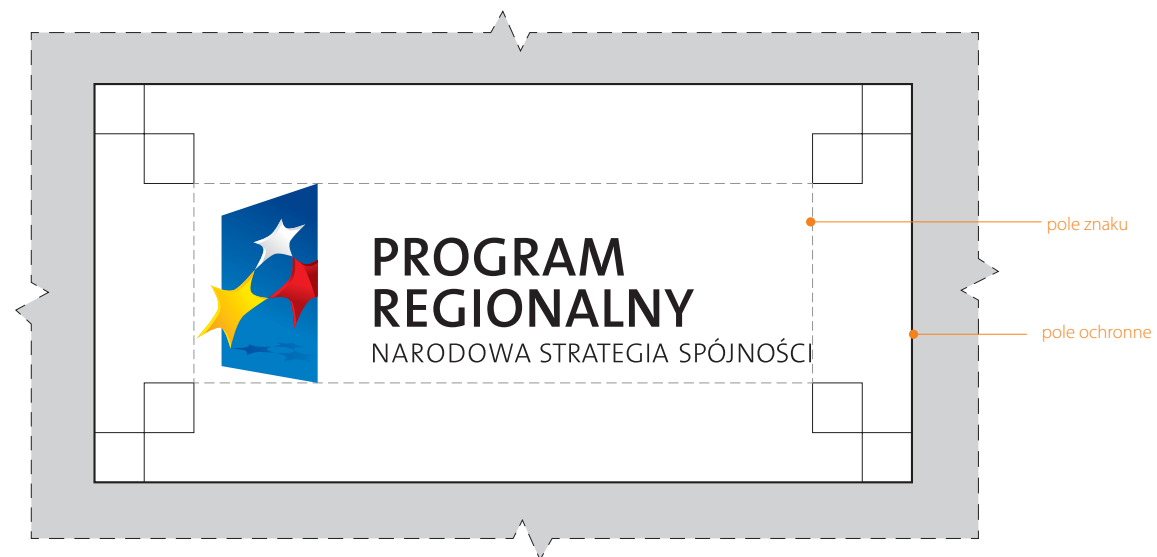 PROGRAM
REGIONALNY
NARODOWA STRATEGIA SPÓJNOŚCI
pole znaku
pole ochronne